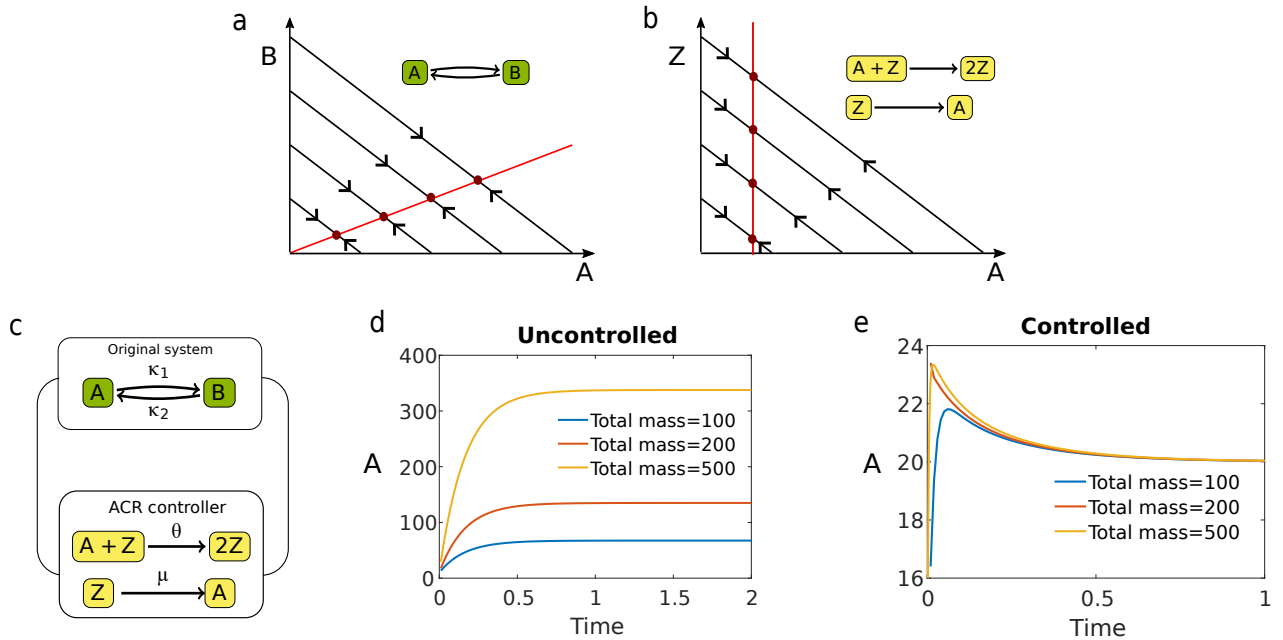 a
B
A
B
A
b
Z
A + Z
2Z
Z
A
A
c
Original system
κ1
A
B
κ2
ACR controller
θ
A + Z
2Z
μ
Z
A
d
Uncontrolled
400
300
200
100
0
A
Total mass=100
Total mass=200
Total mass=500
0
0.5
1
1.5
2
Time
e
Controlled
24
22
20
18
16
A
Total mass=100
Total mass=200
Total mass=500
0
0.5
1
Time